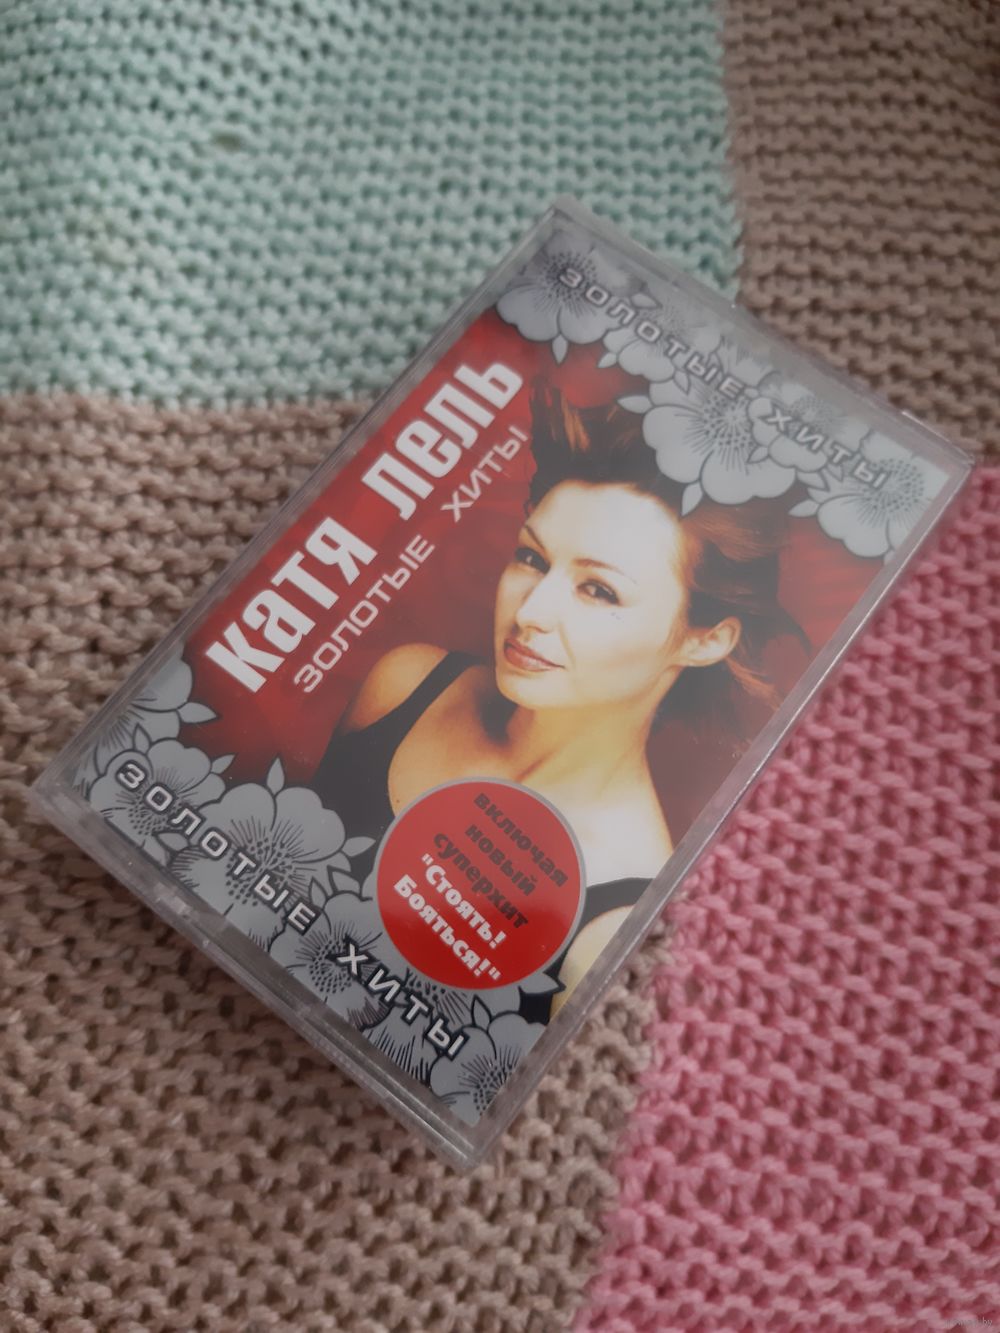 ЗОЛОТЫЕ ХИТЫ
катя лель
ЗОЛОТЫЕ ХИТЫ
включая
новый
суперхит
"Стоять!
Бояться!"
ЗОЛОТЫЕ ХИТЫ